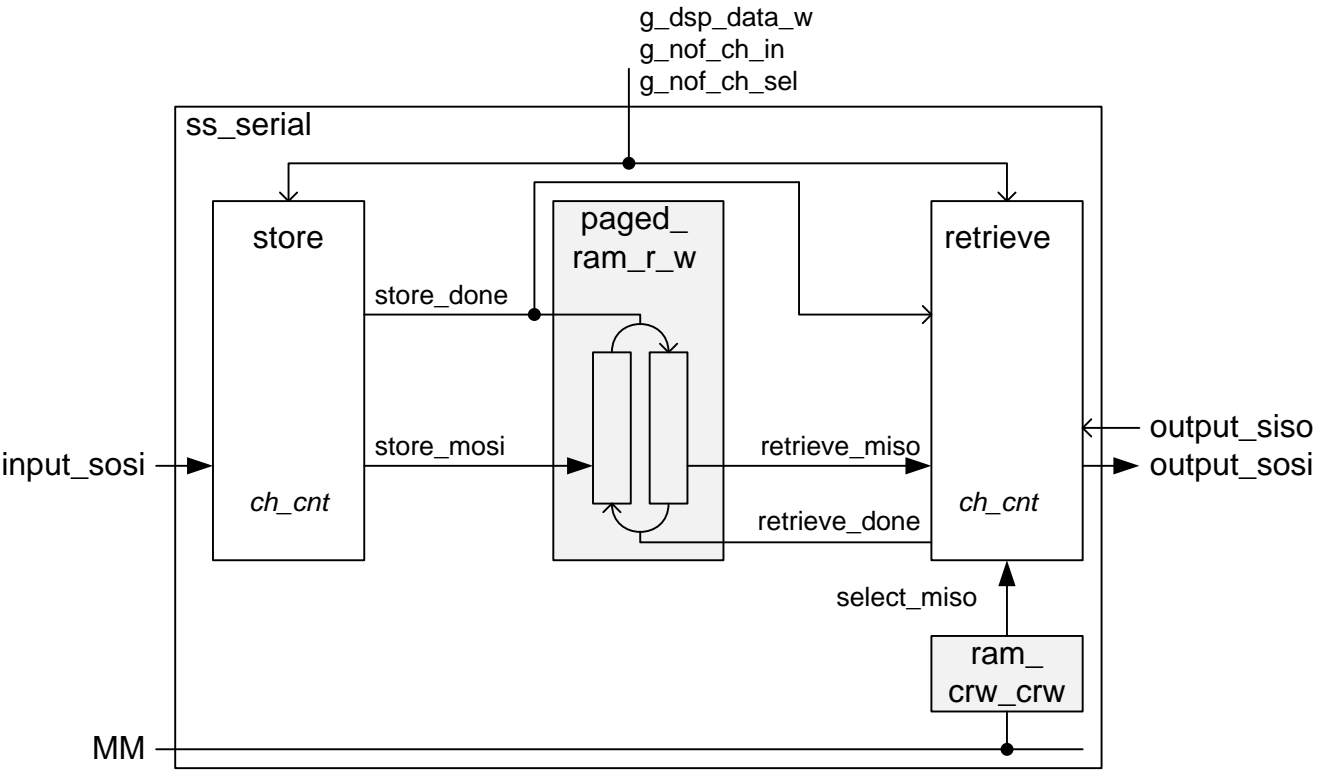 g_dsp_data_w
g_nof_ch_in
g_nof_ch_sel
ss_serial
store
paged_
ram_r_w
retrieve
store_done
store_mosi
retrieve_miso
output_siso
input_sosi
output_sosi
ch_cnt
ch_cnt
retrieve_done
select_miso
ram_
crw_crw
MM